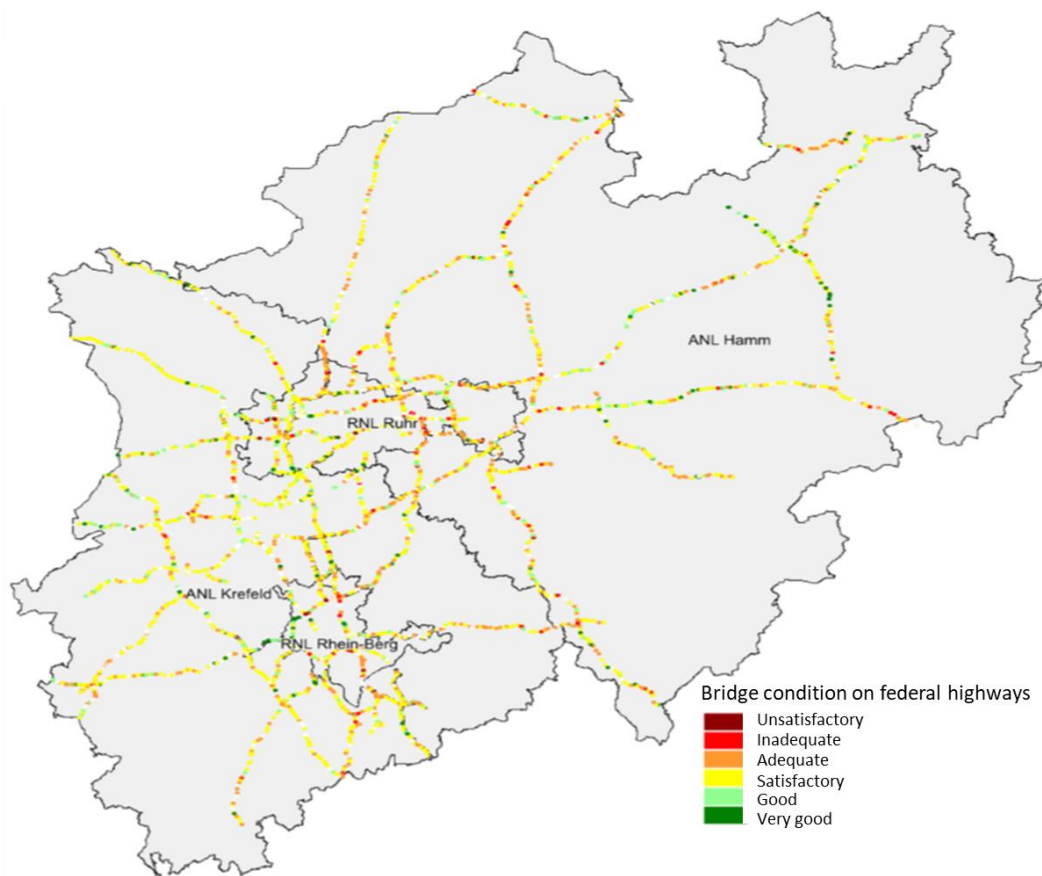 ANL Hamm
RNL Ruhr
ANL Krefeld
RNL Rhein-Berg
Bridge condition on federal highways
Unsatisfactory
Inadequate
Adequate
Satisfactory
Good
Very good